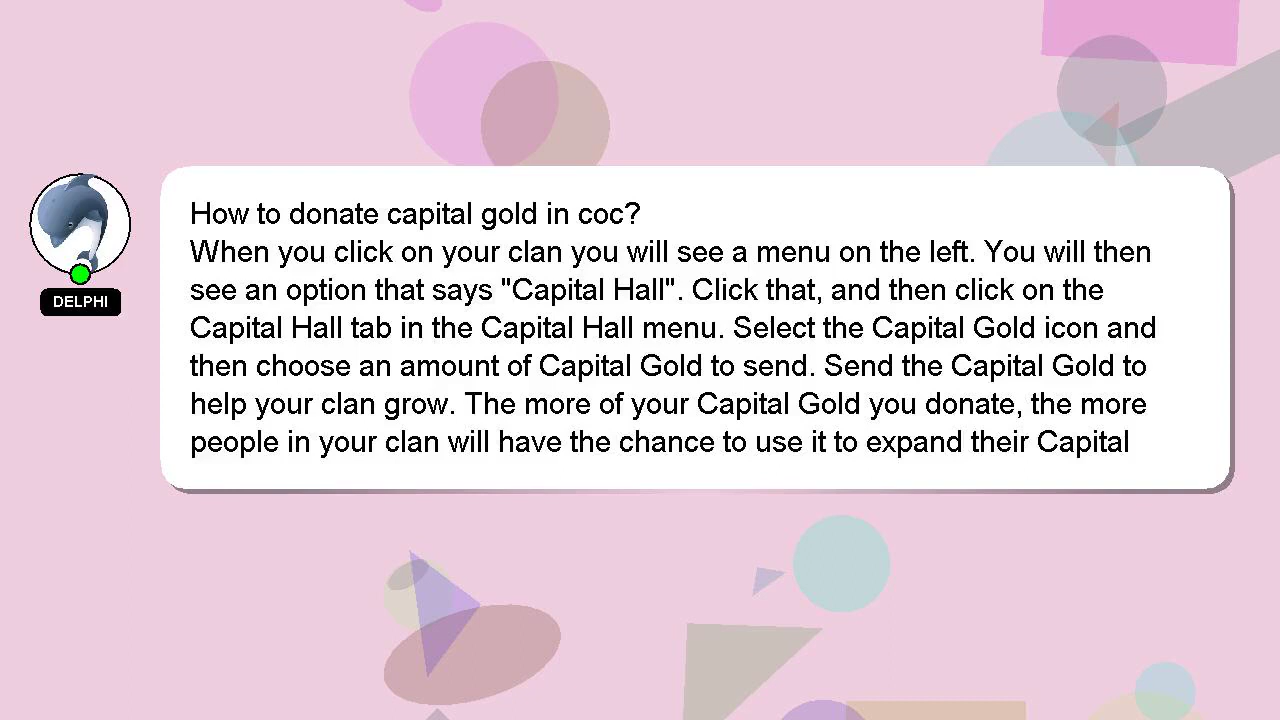 How to donate capital gold in coc?
When you click on your clan you will see a menu on the left. You will then
see an option that says "Capital Hall". Click that, and then click on the
Capital Hall tab in the Capital Hall menu. Select the Capital Gold icon and
then choose an amount of Capital Gold to send. Send the Capital Gold to
help your clan grow. The more of your Capital Gold you donate, the more
people in your clan will have the chance to use it to expand their Capital
DELPHI